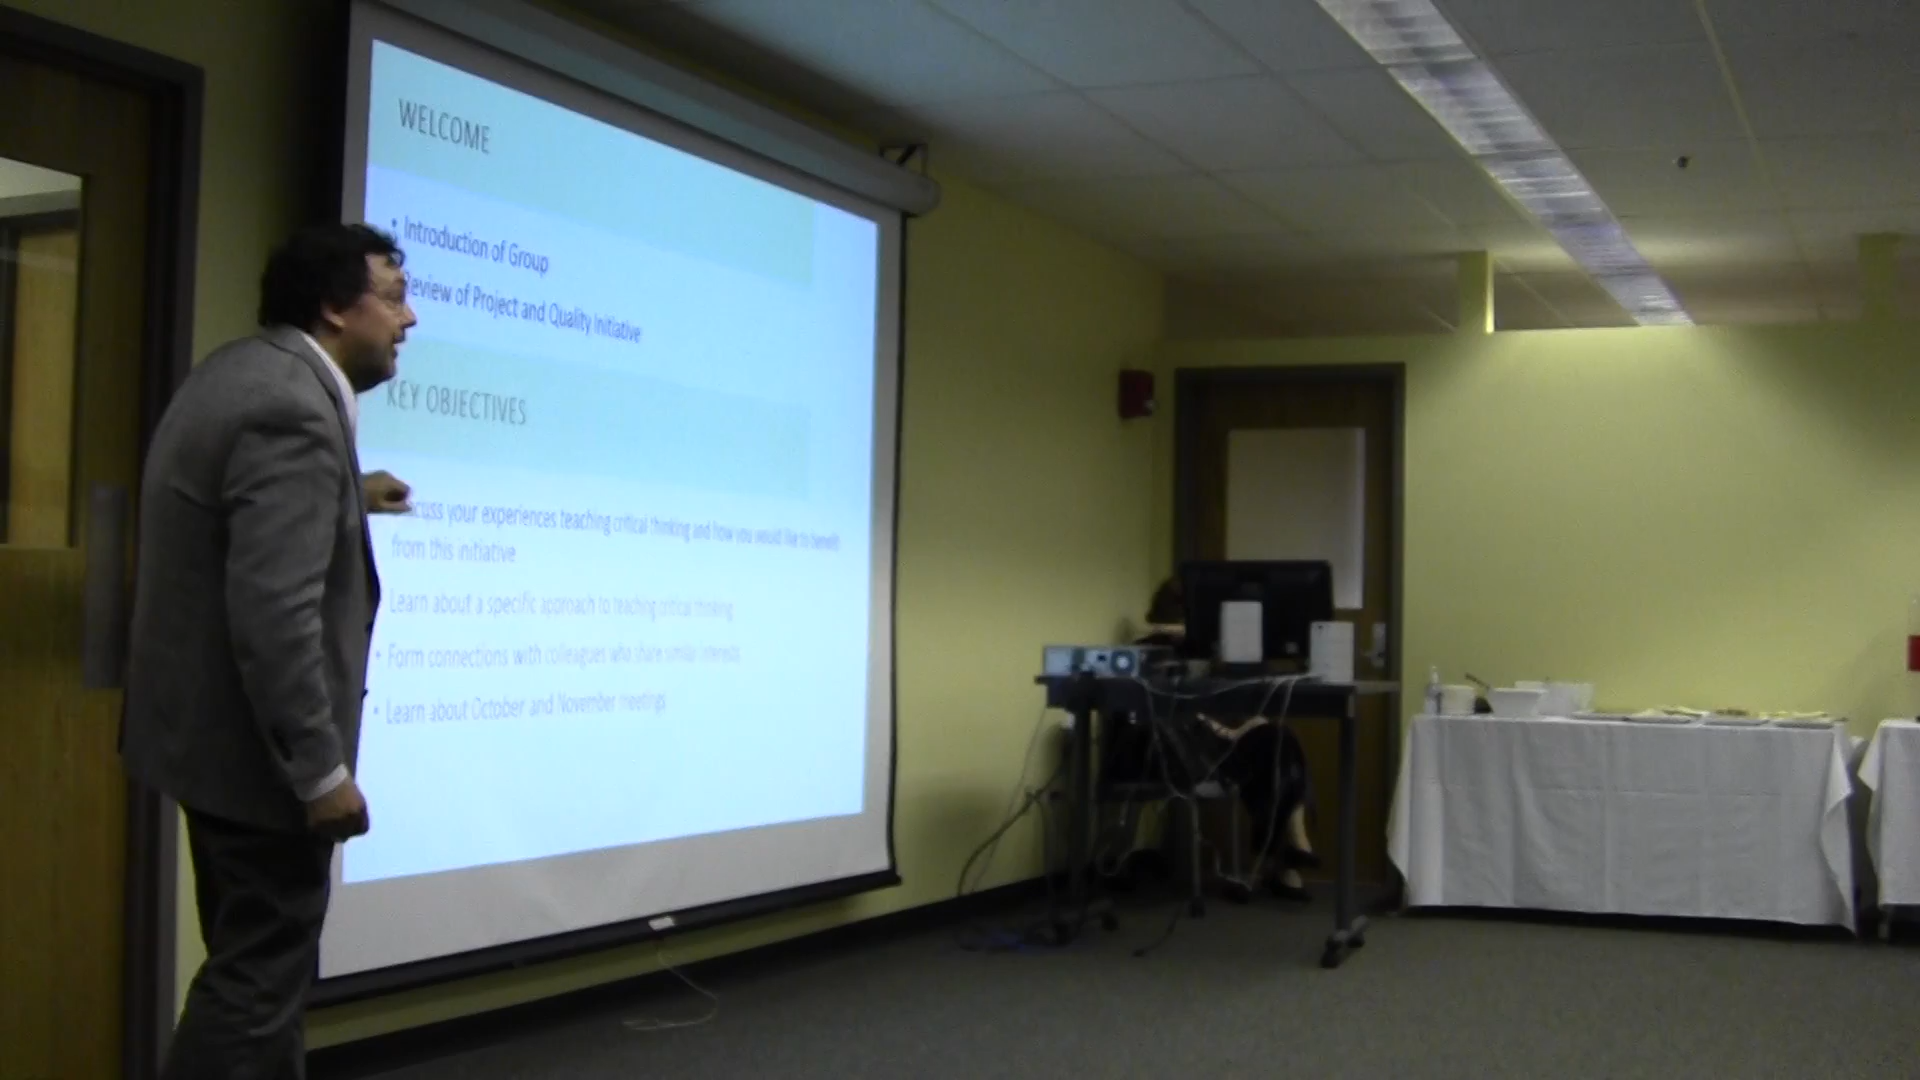 WELCOME
• Introduction of Group
Review of Project and Quality Initiative
KEY OBJECTIVES
your experiences teaching critical thinking and how you would like to benefit
from this initiative
Learn about a specific approach to teaching critical thinking
• Form connections with colleagues who share similar interests
• Learn about October and November meetings